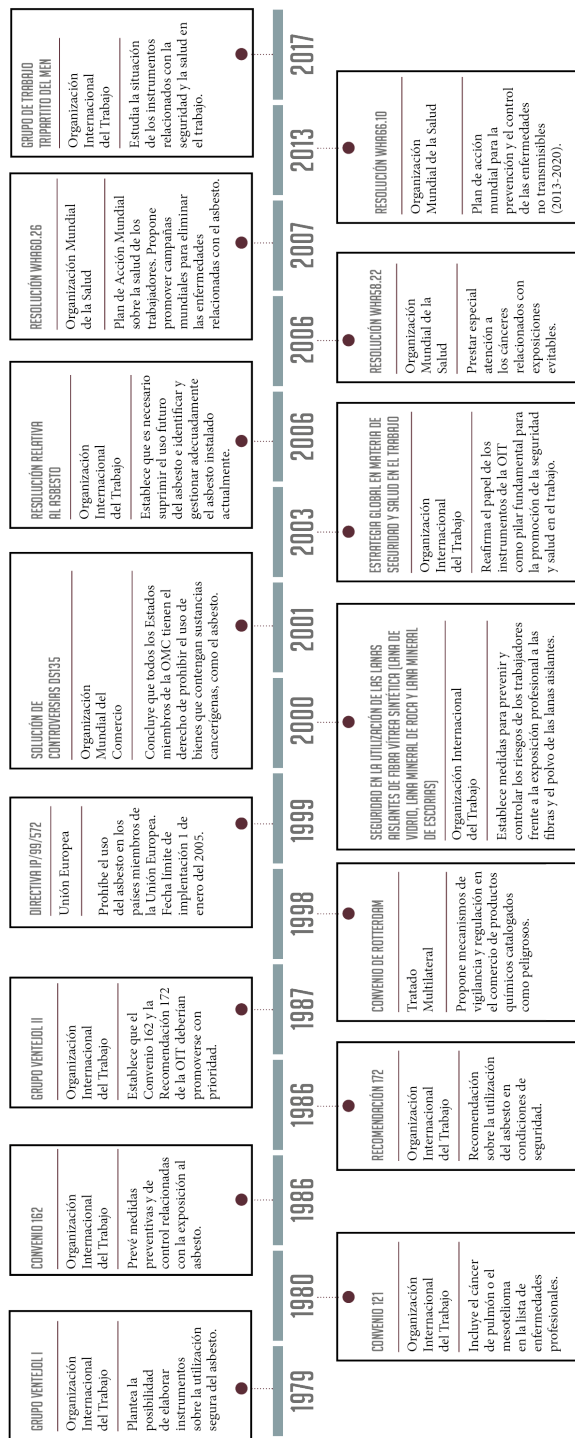 GRUPO VENTEJOL I
Organización
Internacional
del Trabajo
Plantea la
posibilidad
de elaborar
instrumentos
sobre la utilización
segura del asbesto.
1979
CONVENIO 121
Organización
Internacional
del Trabajo
Incluye el cáncer
de pulmón o el
mesotelioma
en la lista de
enfermedades
profesionales.
1980
CONVENIO 162
Organización
Internacional
del Trabajo
Prevé medidas
preventivas y de
control relacionadas
con la exposición al
asbesto.
1986
RECOMENDACIÓN 172
Organización
Internacional
del Trabajo
Recomendación
sobre la utilización
del asbesto en
condiciones de
seguridad.
1986
GRUPO VENTEJOL II
Organización
Internacional
del Trabajo
Establece que el
Convenio 162 y la
Recomendación 172
de la OIT deberían
promoverse con
prioridad.
1987
CONVENIO DE ROTTERDAM
Tratado
Multilateral
Propone mecanismos de
vigilancia y regulación en
el comercio de productos
químicos catalogados
como peligrosos.
1998
DIRECTIVA IP/99/572
Unión Europea
Prohíbe el uso
del asbesto en los
países miembros de
la Unión Europea.
Fecha límite de
implentación 1 de
enero del 2005.
1999
SEGURIDAD EN LA UTILIZACIÓN DE LAS LANAS
AISLANTES DE FIBRA VÍTREA SINTÉTICA (LANA DE
VIDRIO, LANA MINERAL DE ROCA Y LANA MINERAL
DE ESCORIAS)
Organización Internacional
del Trabajo
Establece medidas para prevenir y
controlar los riesgos de los trabajadores
frente a la exposición profesional a las
fibras y el polvo de las lanas aislantes.
2000
SOLUCIÓN DE
CONTROVERSIAS DS135
Organización
Mundial del
Comercio
Concluye que todos los Estados
miembros de la OMC tienen el
derecho de prohibir el uso de
bienes que contengan sustancias
cancerígenas, como el asbesto.
2001
ESTRATEGIA GLOBAL EN MATERIA DE
SEGURIDAD Y SALUD EN EL TRABAJO
Organización
Internacional
del Trabajo
Reafirma el papel de los
instrumentos de la OIT
como pilar fundamental para
la promoción de la seguridad
y salud en el trabajo.
2003
RESOLUCIÓN RELATIVA
AL ASBESTO
Organización
Internacional
del Trabajo
Establece que es necesario
suprimir el uso futuro
del asbesto e identificar y
gestionar adecuadamente
el asbesto instalado
actualmente.
2006
RESOLUCIÓN WHA58.22
Organización
Mundial de la
Salud
Prestar especial
atención a
los cánceres
relacionados con
exposiciones
evitables.
2006
RESOLUCIÓN WHA60.26
Organización Mundial
de la Salud
Plan de Acción Mundial
sobre la salud de los
trabajadores. Propone
promover campañas
mundiales para eliminar
las enfermedades
relacionadas con el asbesto.
2007
RESOLUCIÓN WHA66.10
Organización
Mundial de la Salud
Plan de acción
mundial para la
prevención y el control
de las enfermedades
no transmisibles
(2013-2020).
2013
GRUPO DE TRABAJO
TRIPARTITO DEL MEN
Organización
Internacional
del Trabajo
Estudia la situación
de los instrumentos
relacionados con la
seguridad y la salud en
el trabajo.
2017